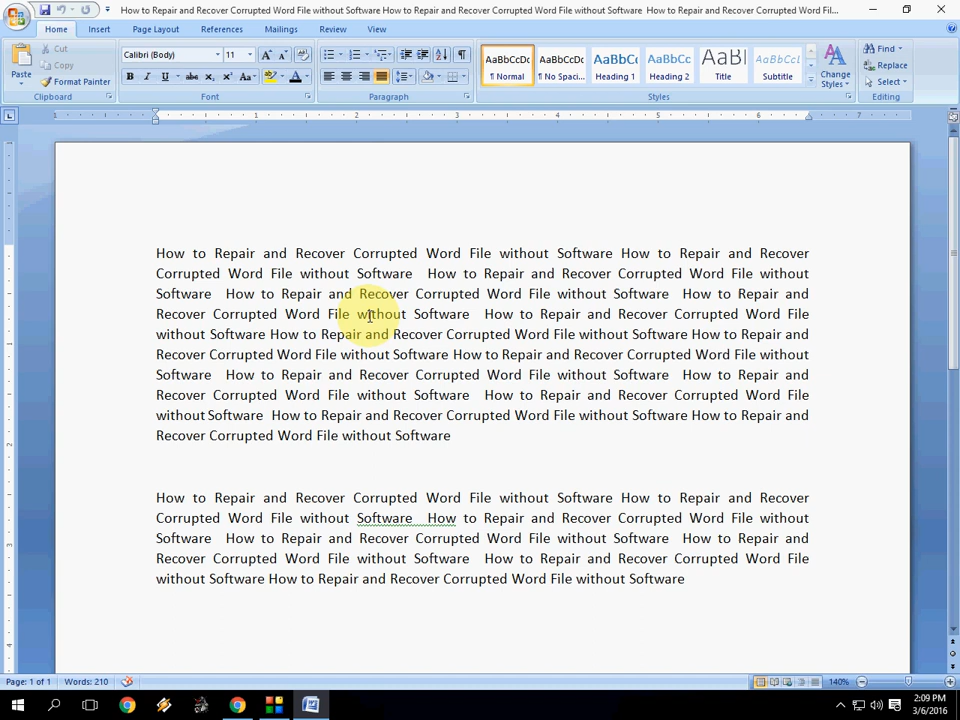 How to Repair and Recover Corrupted Word File without Software How to Repair and Recover Corrupted Word File without Software  How to Repair and Recover Corrupted Word Fil...
Home Insert Page Layout References Mailings Review View
Paste
Cut
Copy
Format Painter
Calibri (Body) 11
AaBbCcDc AaBbCcDc AaBbCc AaBbCc AaBb AaBbCcL
¶ Normal ¶ No Spaci... Heading 1 Heading 2 Title Subtitle
Change Styles
Find
Replace
Select
Clipboard Font Paragraph Styles Editing
1 1 2 3 4 5 6 7
How to Repair and Recover Corrupted Word File without Software How to Repair and Recover
Corrupted Word File without Software  How to Repair and Recover Corrupted Word File without
Software  How to Repair and Recover Corrupted Word File without Software  How to Repair and
Recover Corrupted Word File without Software  How to Repair and Recover Corrupted Word File
without Software How to Repair and Recover Corrupted Word File without Software How to Repair and
Recover Corrupted Word File without Software How to Repair and Recover Corrupted Word File without
Software  How to Repair and Recover Corrupted Word File without Software  How to Repair and
Recover Corrupted Word File without Software  How to Repair and Recover Corrupted Word File
without Software  How to Repair and Recover Corrupted Word File without Software How to Repair and
Recover Corrupted Word File without Software
How to Repair and Recover Corrupted Word File without Software How to Repair and Recover
Corrupted Word File without Software  How to Repair and Recover Corrupted Word File without
Software  How to Repair and Recover Corrupted Word File without Software  How to Repair and
Recover Corrupted Word File without Software  How to Repair and Recover Corrupted Word File
without Software How to Repair and Recover Corrupted Word File without Software
Page: 1 of 1 Words: 210 140%
2:09 PM
3/6/2016